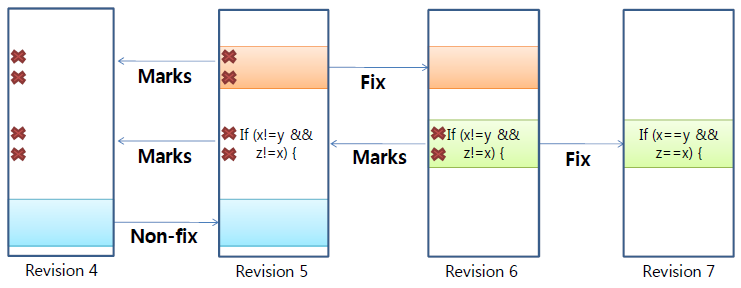 Marks
Fix
If (x!=y &&
z!=x) {
If (x!=y &&
z!=x) {
If (x==y &&
z==x) {
Marks
Marks
Fix
Non-fix
Revision 4
Revision 5
Revision 6
Revision 7